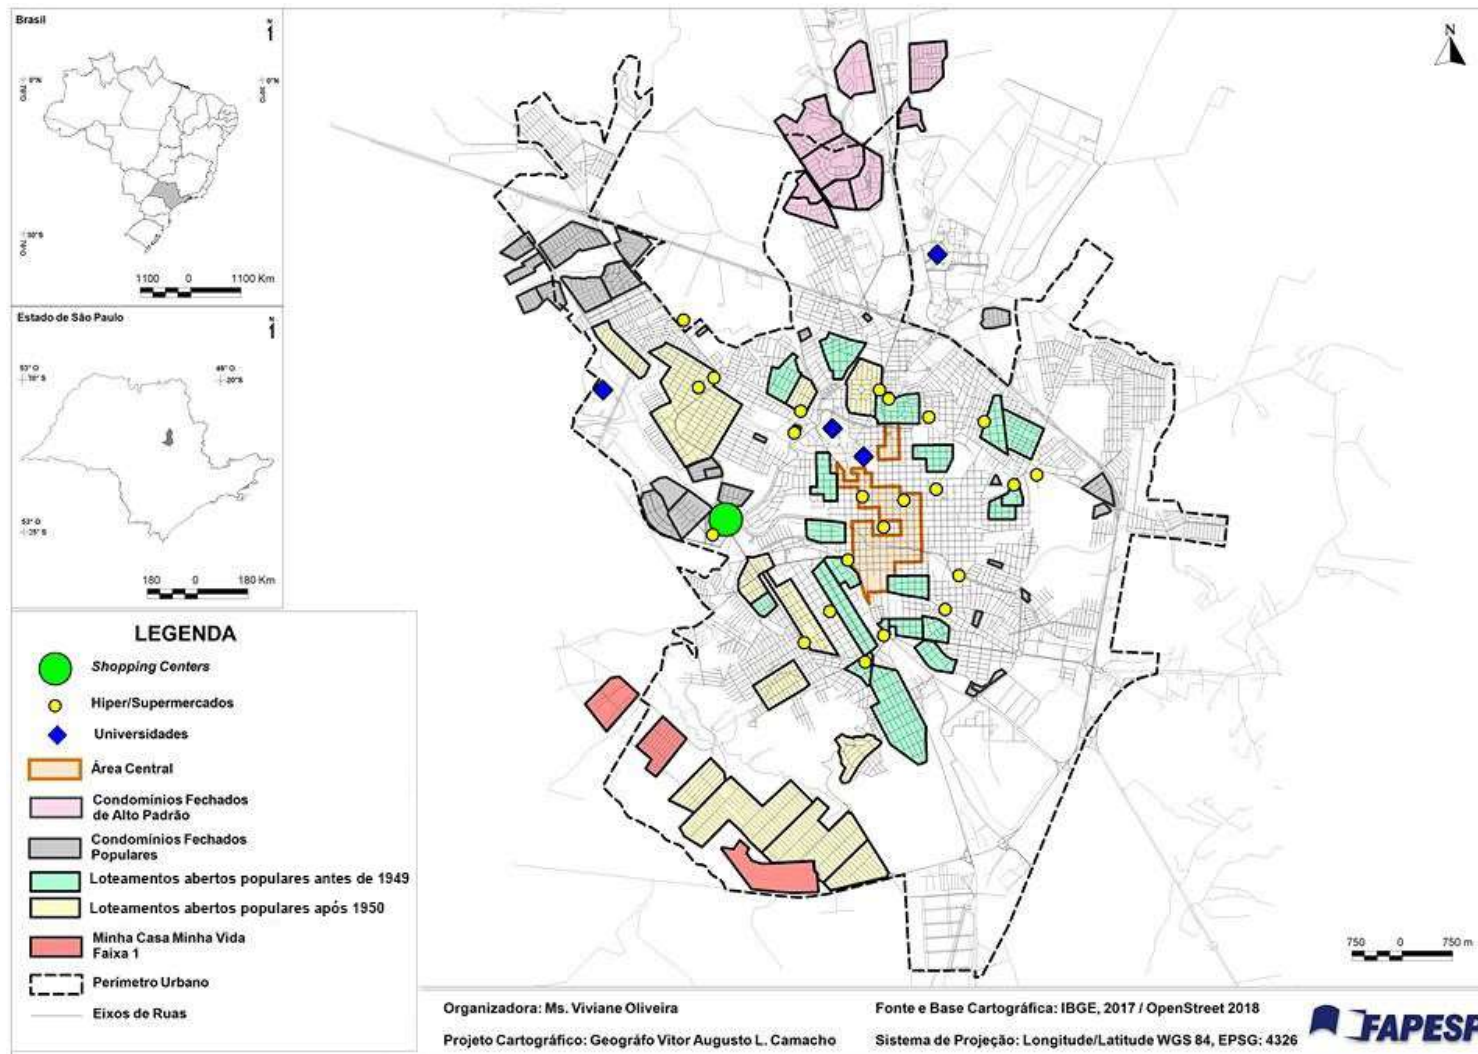 Brasil
N
0°N
0°N
1100 0 1100 Km
Estado de São Paulo
180 0 180 Km
N
LEGENDA
Shopping Centers
Hiper/Supermercados
Universidades
Área Central
Condomínios Fechados
de Alto Padrão
Condomínios Fechados
Populares
Loteamentos abertos populares antes de 1949
Loteamentos abertos populares após 1950
Minha Casa Minha Vida
Faixa 1
Perímetro Urbano
Eixos de Ruas
750 0 750 m
Organizadora: Ms. Viviane Oliveira
Projeto Cartográfico: Geográfo Vitor Augusto L. Camacho
Fonte e Base Cartográfica: IBGE, 2017 / OpenStreet 2018
Sistema de Projeção: Longitude/Latitude WGS 84, EPSG: 4326
FAPESP